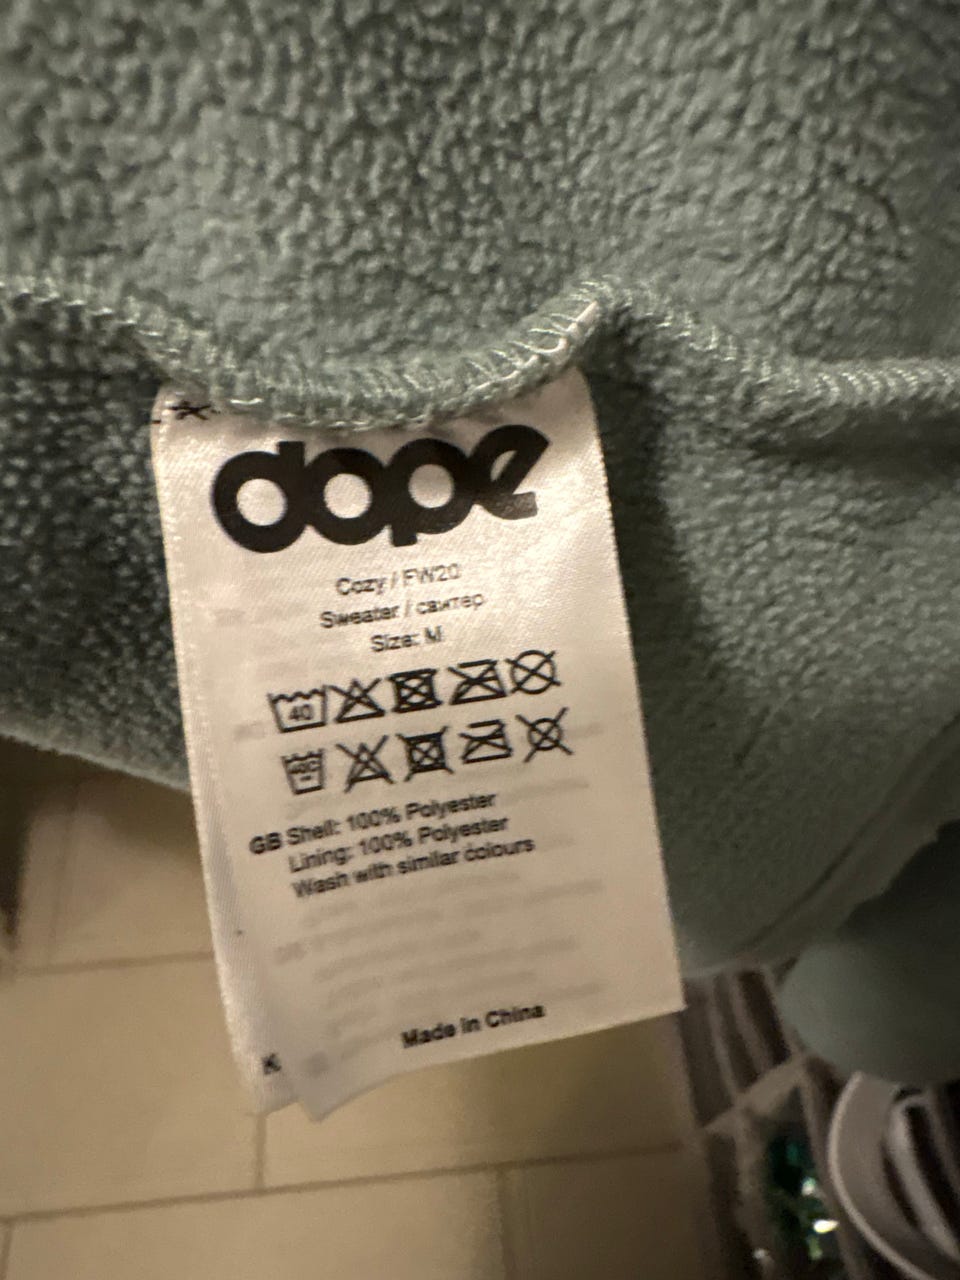 dope
Cozy / FW20
Sweater / свитер
Size: M
40
GB Shell: 100% Polyester
Lining: 100% Polyester
Wash with similar colours
Made in China
K